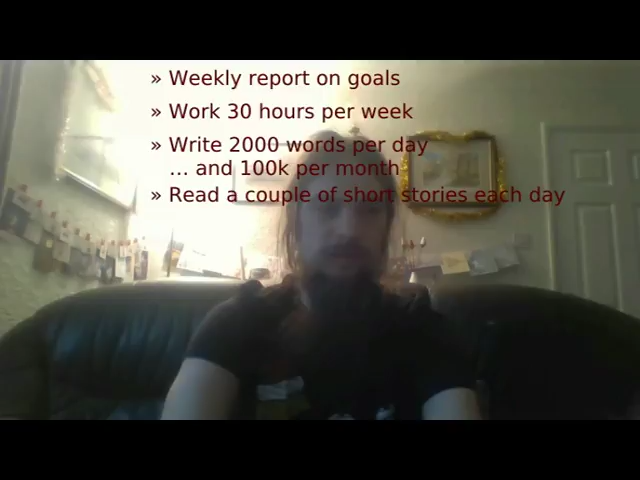 » Weekly report on goals
» Work 30 hours per week
» Write 2000 words per day
... and 100k per month
» Read a couple of short stories each day